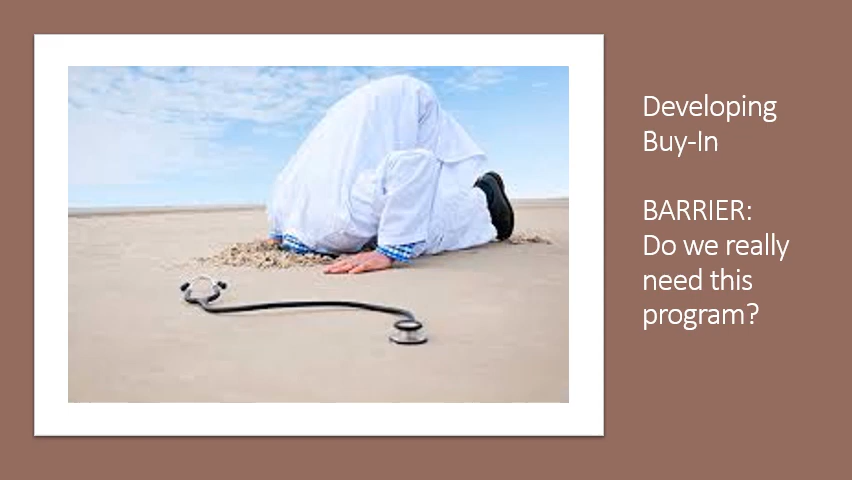 Developing
Buy-In
BARRIER:
Do we really
need this
program?